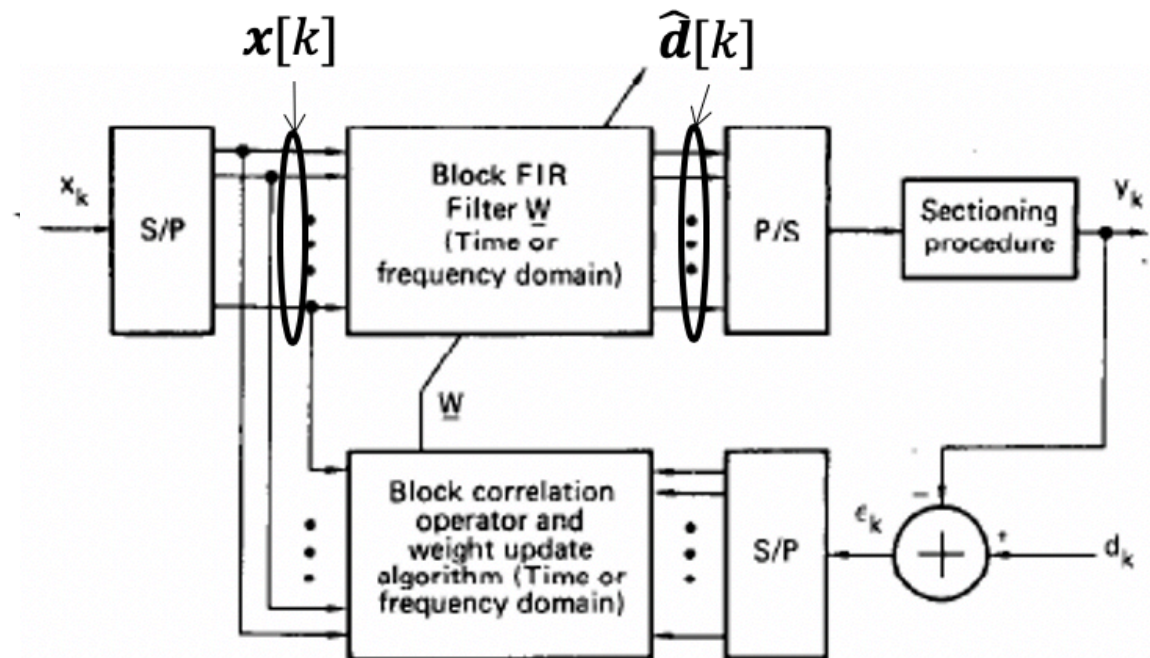 x[k]
d̂[k]
x_k
S/P
Block FIR
Filter W
(Time or
frequency domain)
P/S
Sectioning
procedure
y_k
W
Block correlation
operator and
weight update
algorithm (Time or
frequency domain)
S/P
ϵ_k
−
+
d_k